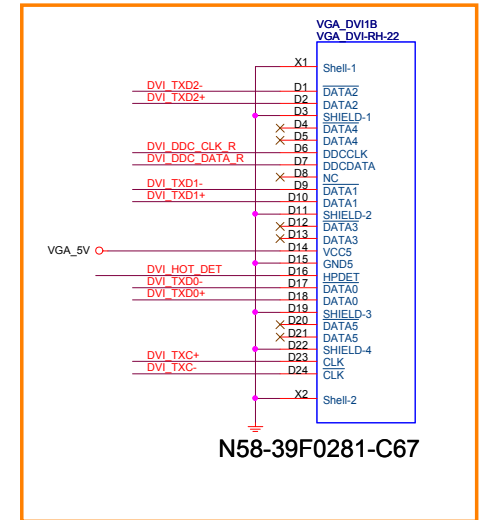 VGA_DVI1B
VGA_DVI-RH-22
X1 Shell-1
DVI_TXD2- D1 DATA2
DVI_TXD2+ D2 DATA2
D3 SHIELD-1
D4 DATA4
D5 DATA4
DVI_DDC_CLK_R D6 DDCCLK
DVI_DDC_DATA_R D7 DDCDATA
D8 NC
DVI_TXD1- D9 DATA1
DVI_TXD1+ D10 DATA1
D11 SHIELD-2
D12 DATA3
D13 DATA3
VGA_5V D14 VCC5
D15 GND5
DVI_HOT_DET D16 HPDET
DVI_TXD0- D17 DATA0
DVI_TXD0+ D18 DATA0
D19 SHIELD-3
D20 DATA5
D21 DATA5
D22 SHIELD-4
DVI_TXC+ D23 CLK
DVI_TXC- D24 CLK
X2 Shell-2
N58-39F0281-C67